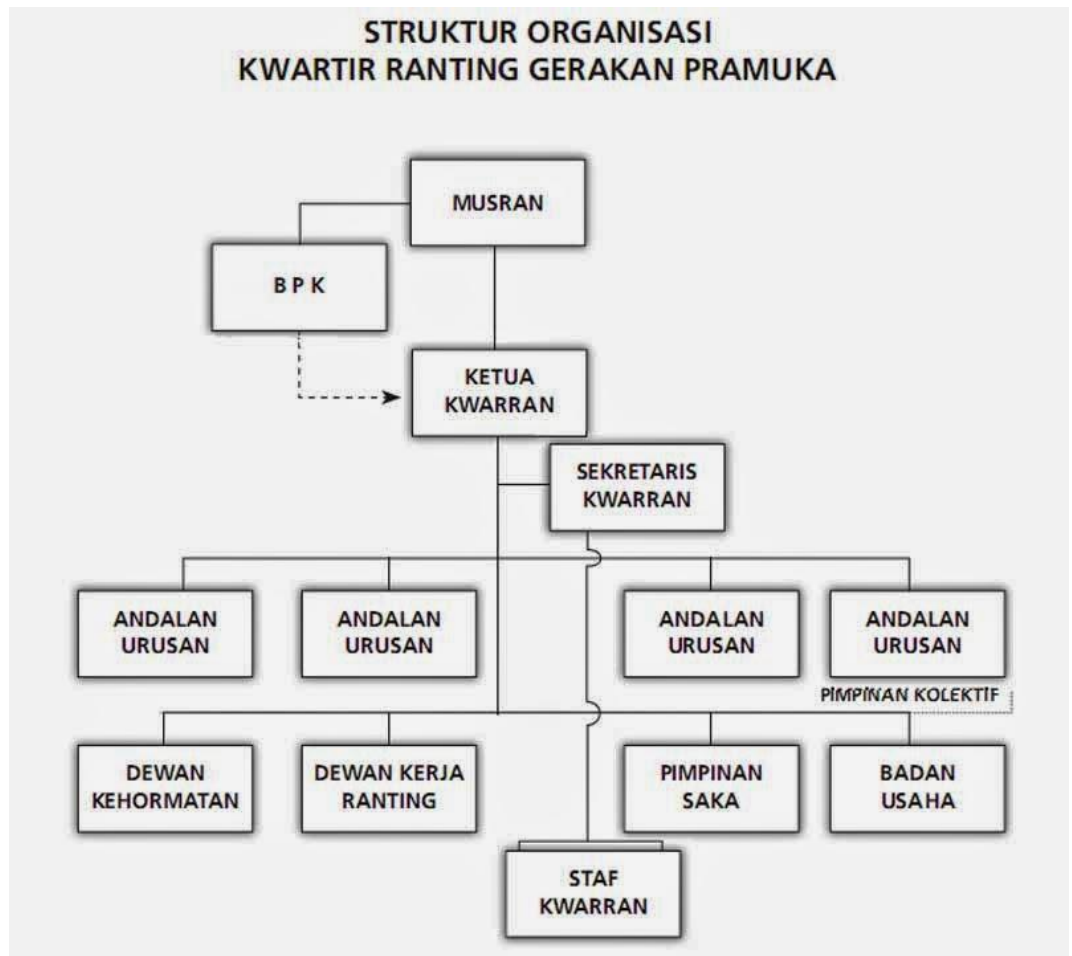 STRUKTUR ORGANISASI
KWARTIR RANTING GERAKAN PRAMUKA
MUSRAN
B P K
KETUA
KWARRAN
SEKRETARIS
KWARRAN
ANDALAN
URUSAN
ANDALAN
URUSAN
ANDALAN
URUSAN
ANDALAN
URUSAN
PIMPINAN KOLEKTIF
DEWAN
KEHORMATAN
DEWAN KERJA
RANTING
PIMPINAN
SAKA
BADAN
USAHA
STAF
KWARRAN